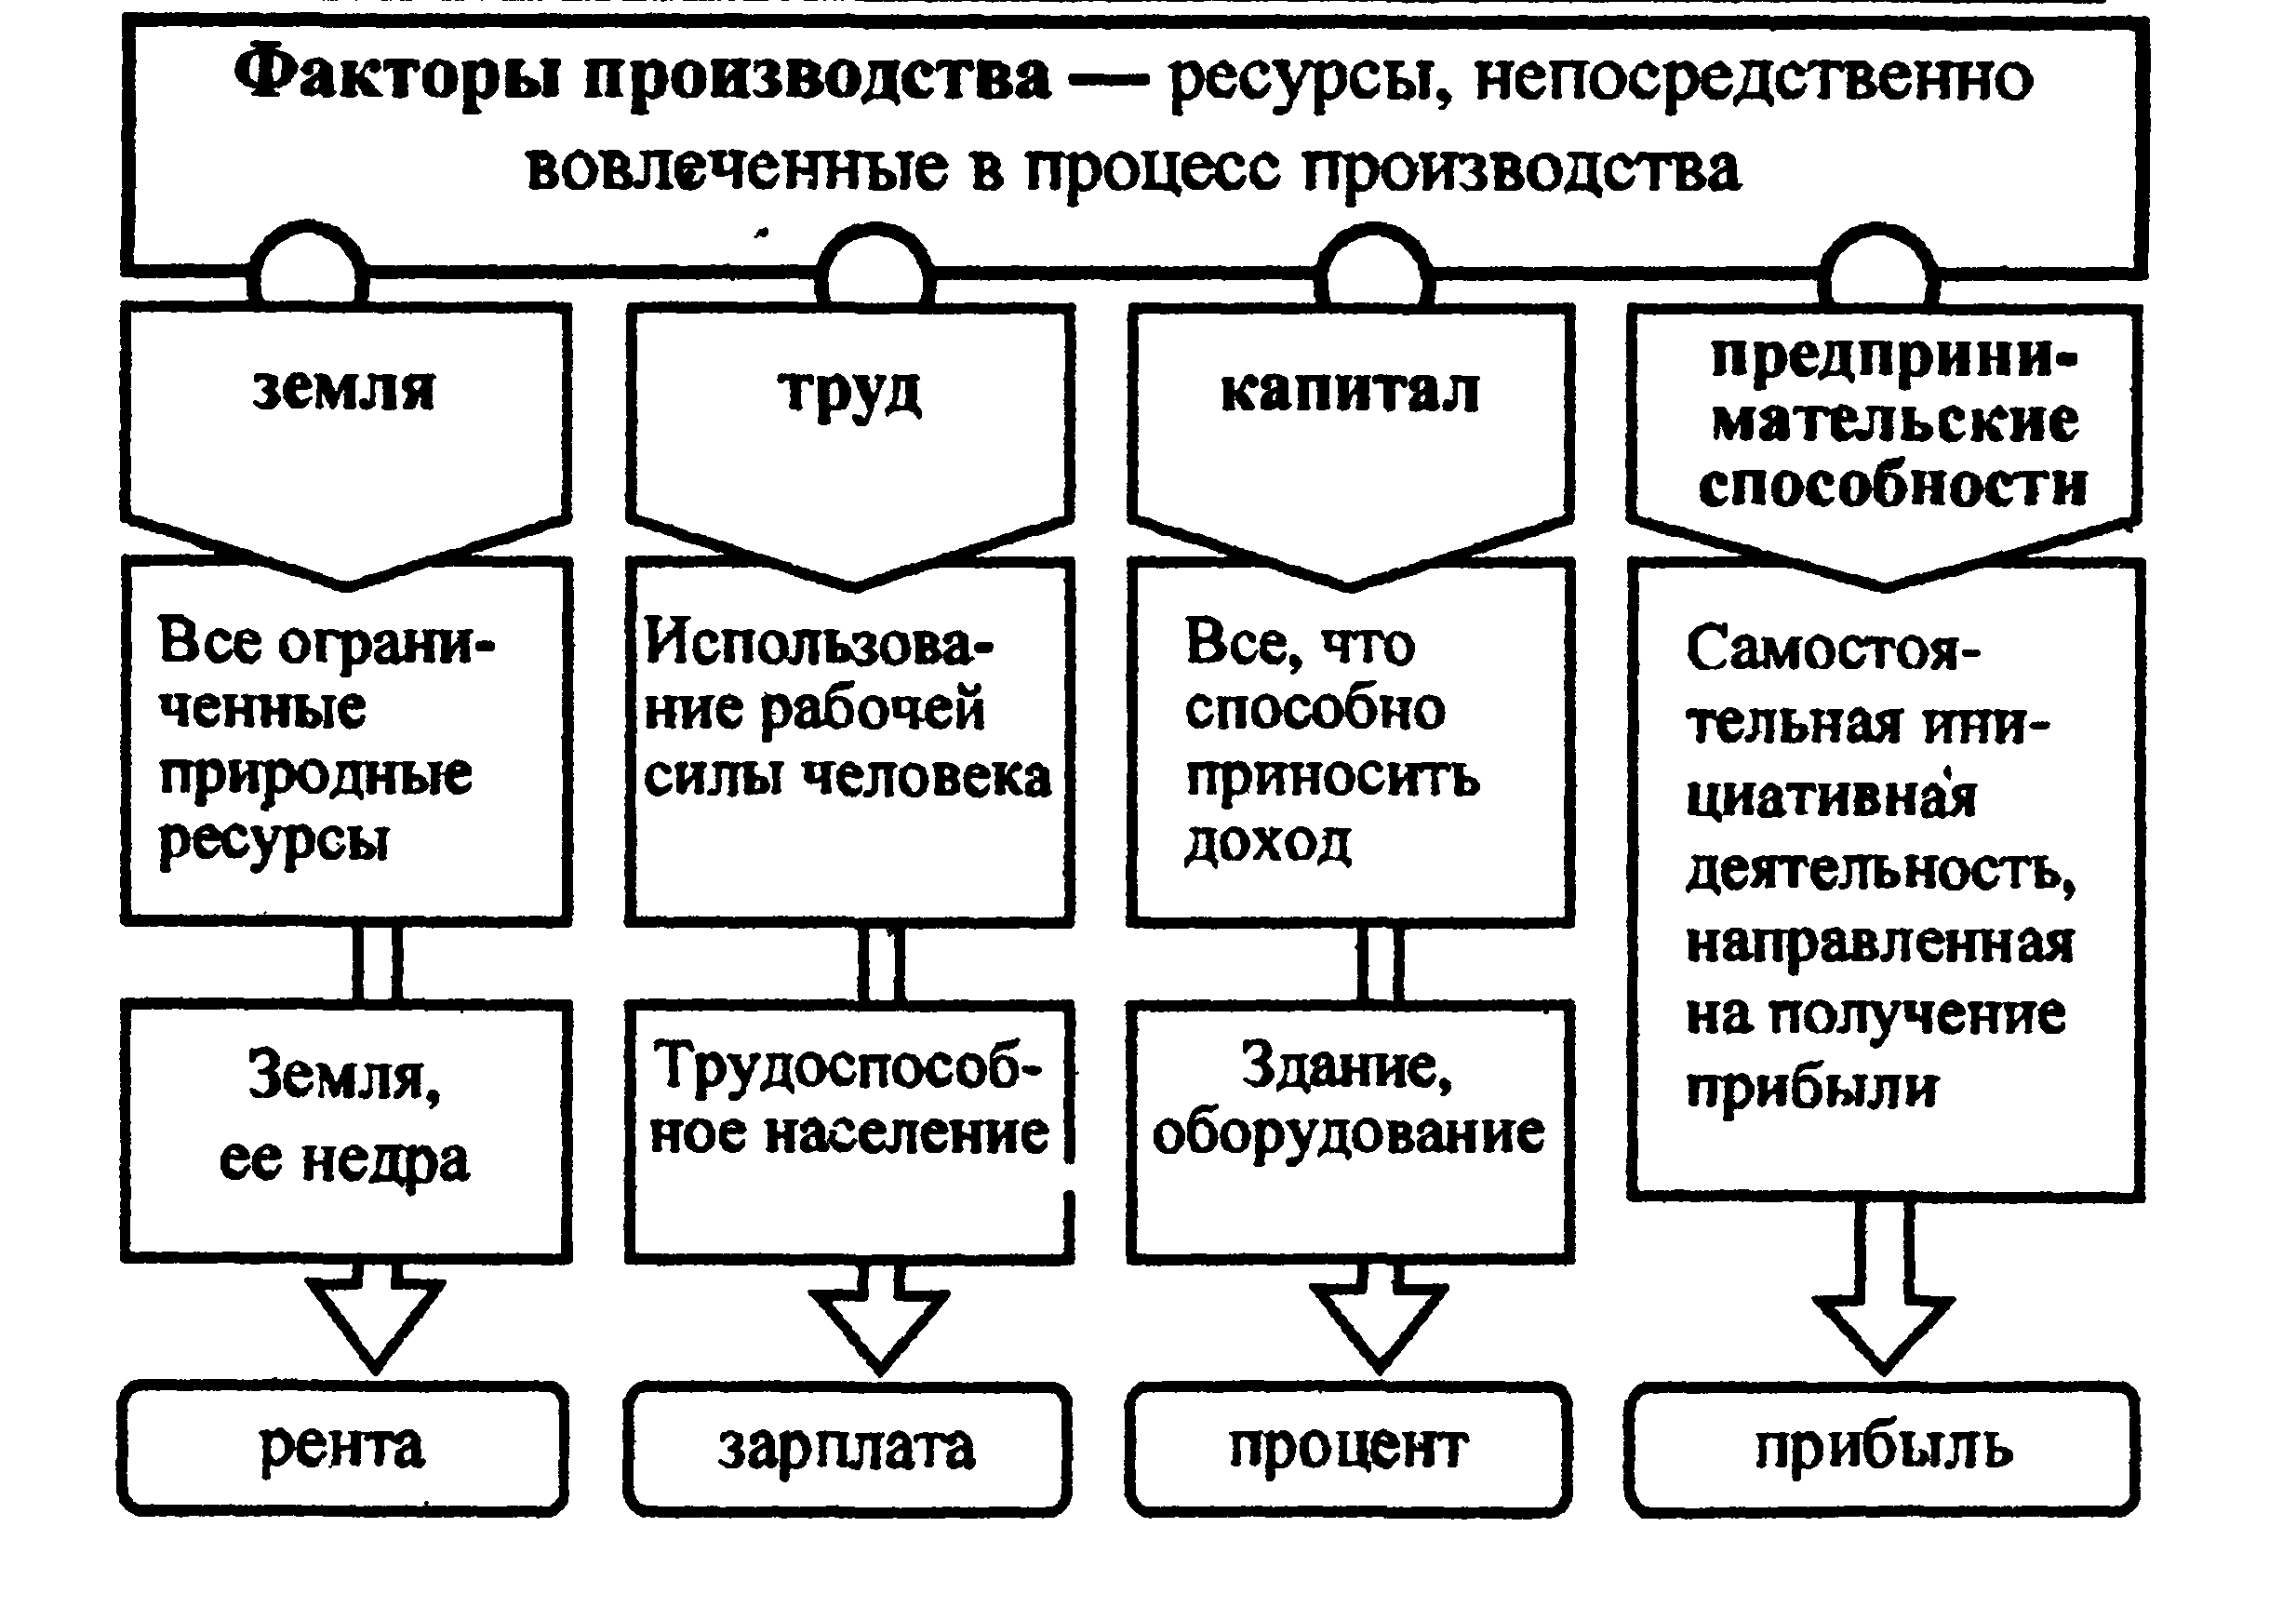 Факторы производства — ресурсы, непосредственно
вовлеченные в процесс производства
земля
труд
капитал
предприни-
мательские
способности
Все ограни-
ченные
природные
ресурсы
Использова-
ние рабочей
силы человека
Все, что
способно
приносить
доход
Самостоя-
тельная ини-
циативная
деятельность,
направленная
на получение
прибыли
Земля,
ее недра
Трудоспособ-
ное население
Здание,
оборудование
рента
зарплата
процент
прибыль